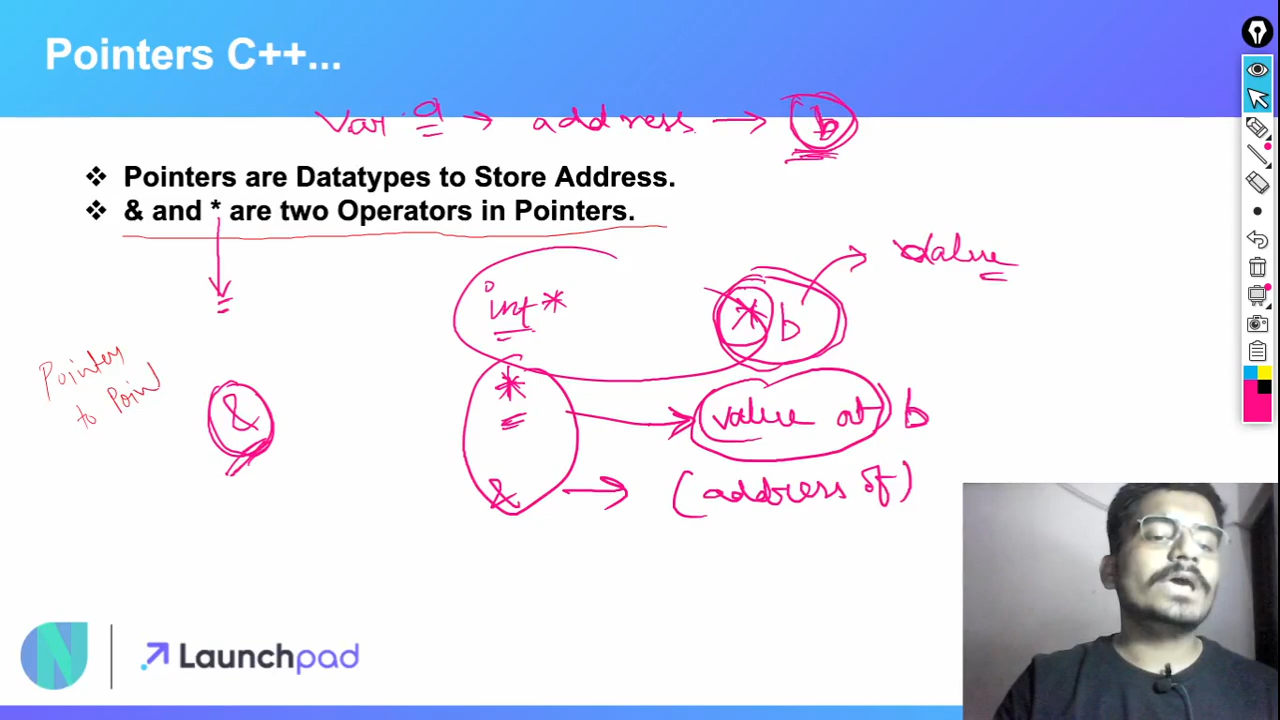 Pointers C++...
var a → address → b
❖ Pointers are Datatypes to Store Address.
❖ & and * are two Operators in Pointers.
value
int*
* b
Pointers
to Point
&
*
value at b
& → (address of)
Launchpad